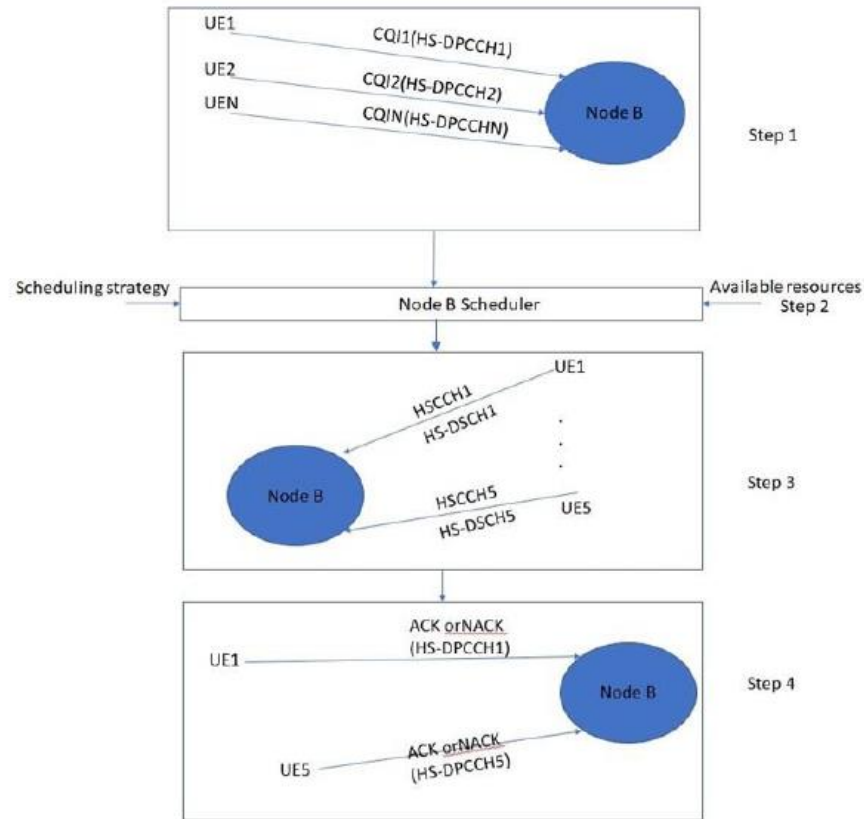 UE1
CQI1(HS-DPCCH1)
UE2
CQI2(HS-DPCCH2)
UEN
CQIN(HS-DPCCHN)
Node B
Step 1
Scheduling strategy
Node B Scheduler
Available resources
Step 2
UE1
HSCCH1
HS-DSCH1
Node B
HSCCH5
HS-DSCH5
UE5
Step 3
ACK orNACK
(HS-DPCCH1)
UE1
Node B
Step 4
ACK orNACK
(HS-DPCCH5)
UE5